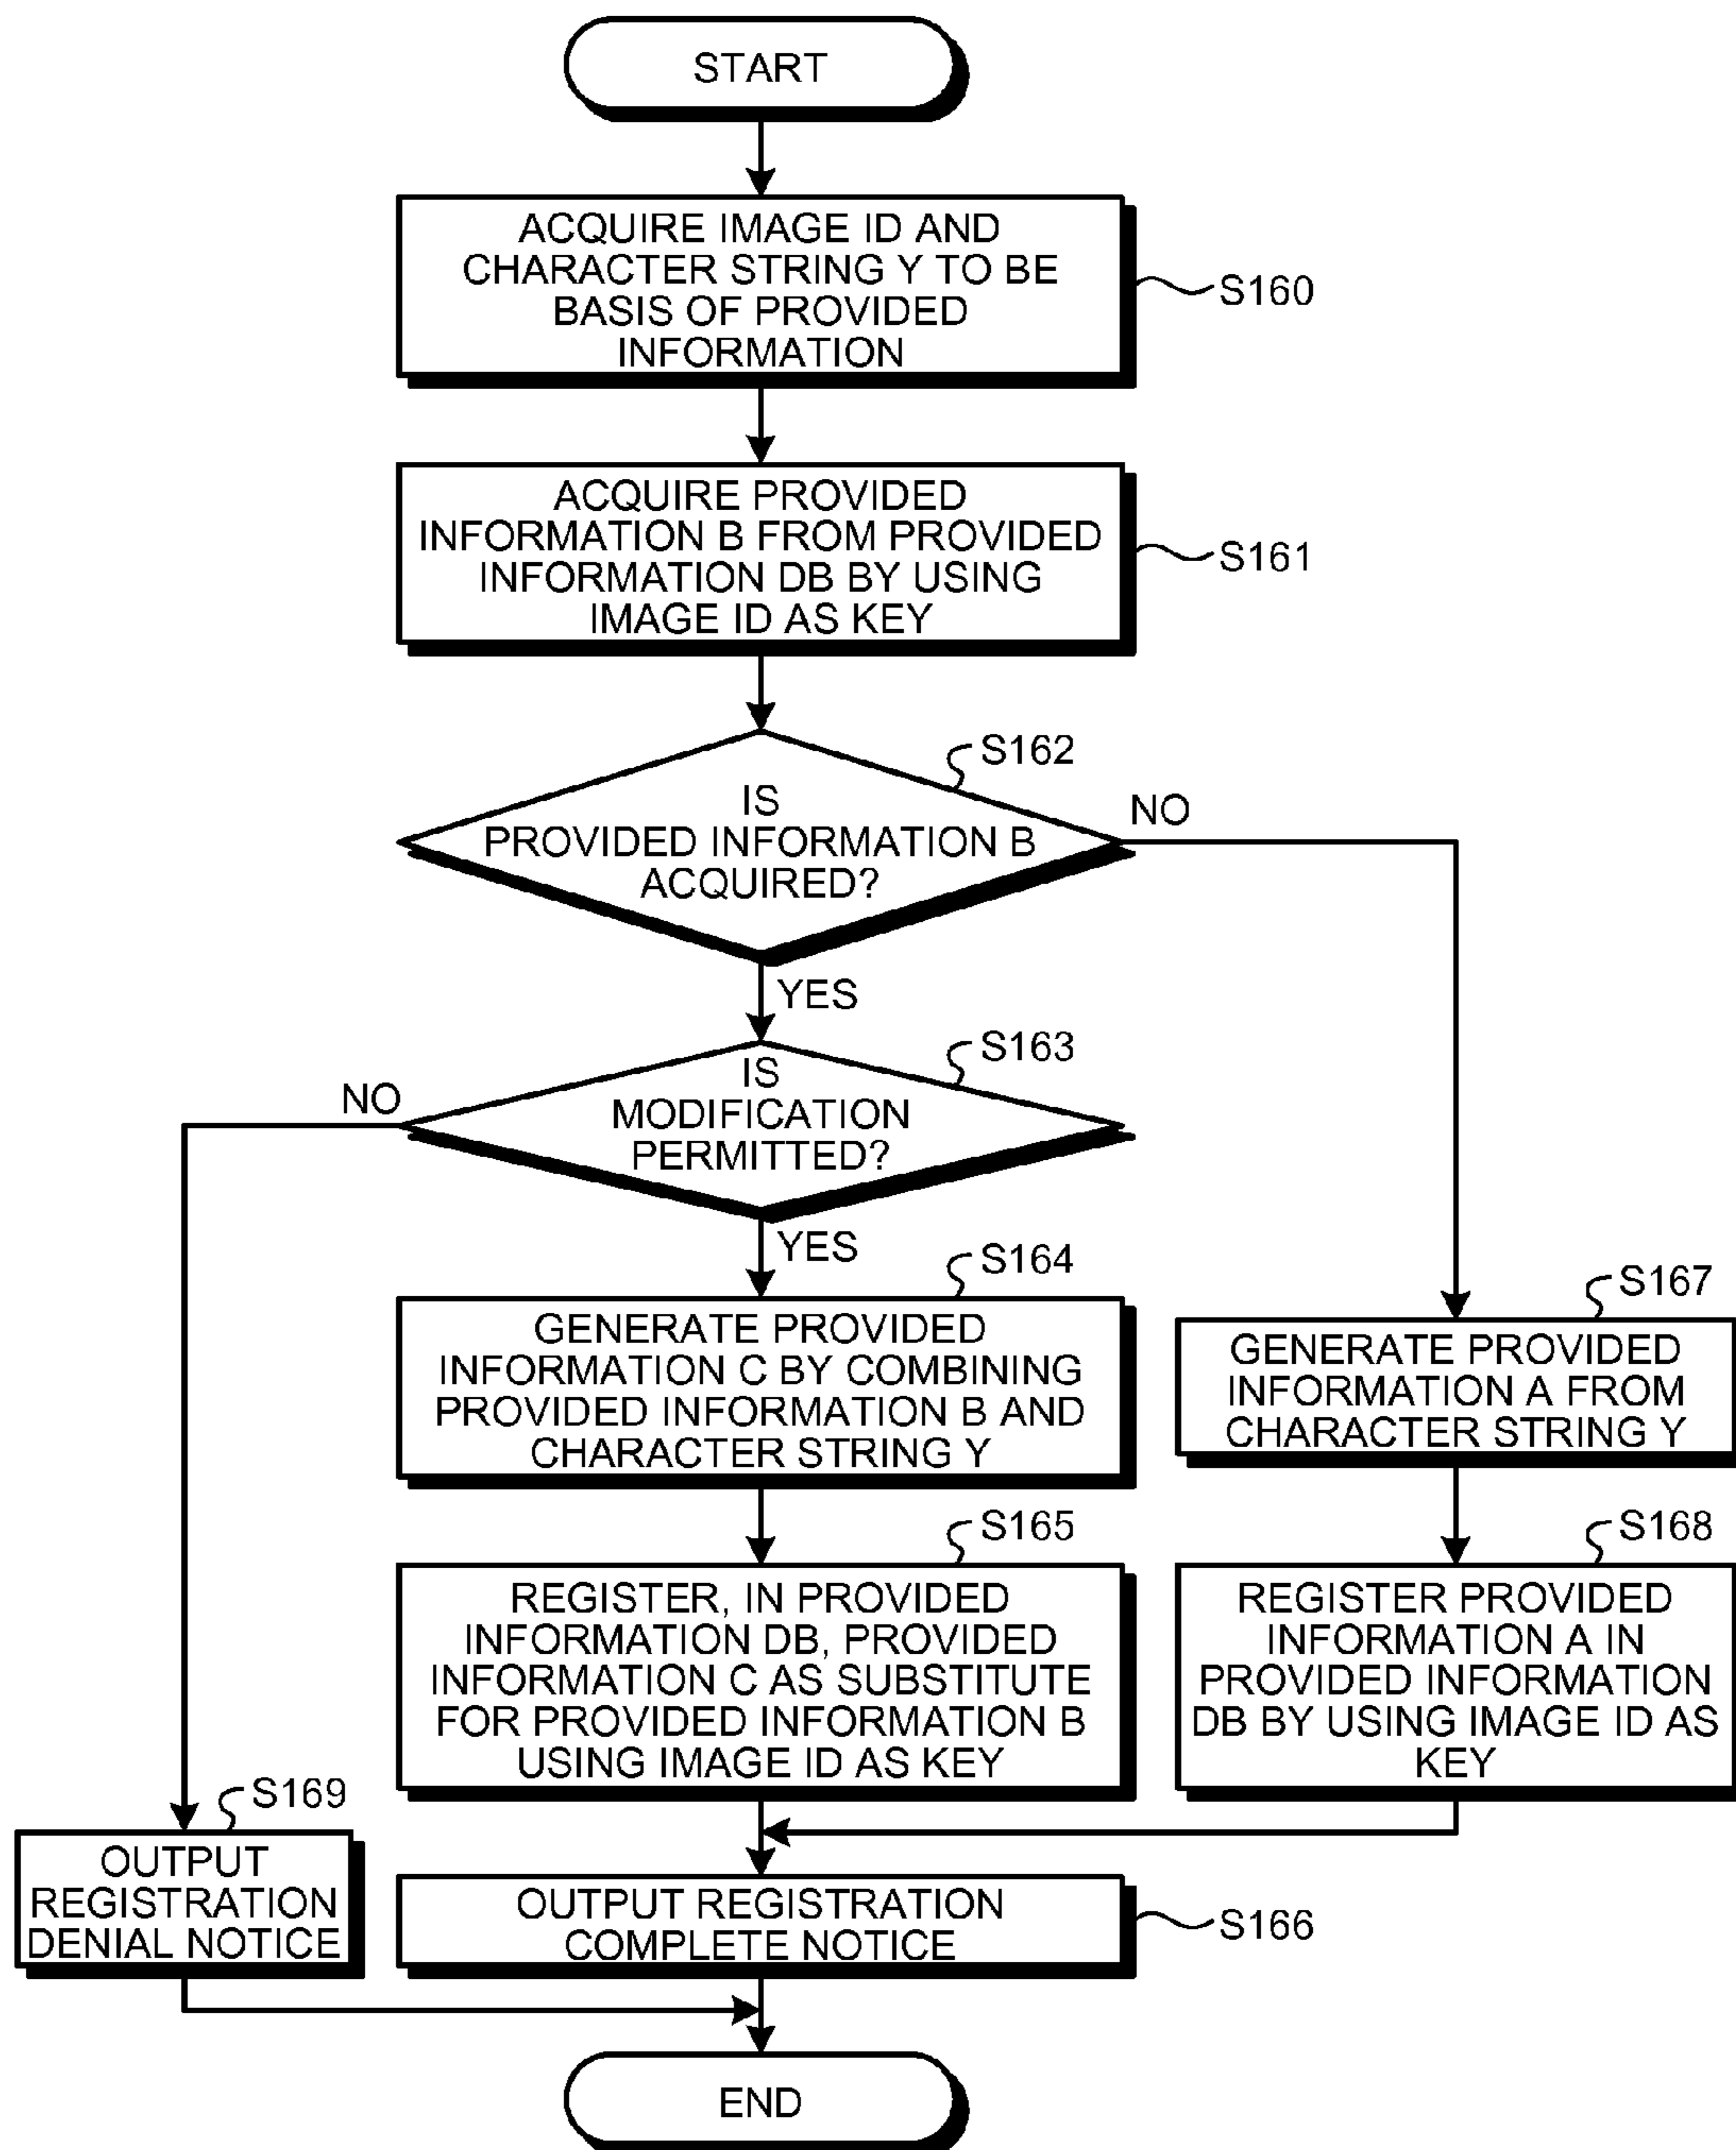 START
ACQUIRE IMAGE ID AND
CHARACTER STRING Y TO BE
BASIS OF PROVIDED
INFORMATION
S160
ACQUIRE PROVIDED
INFORMATION B FROM PROVIDED
INFORMATION DB BY USING
IMAGE ID AS KEY
S161
S162
IS
PROVIDED INFORMATION B
ACQUIRED?
NO
YES
S163
IS
MODIFICATION
PERMITTED?
NO
YES
S164
GENERATE PROVIDED
INFORMATION C BY COMBINING
PROVIDED INFORMATION B AND
CHARACTER STRING Y
S167
GENERATE PROVIDED
INFORMATION A FROM
CHARACTER STRING Y
S165
REGISTER, IN PROVIDED
INFORMATION DB, PROVIDED
INFORMATION C AS SUBSTITUTE
FOR PROVIDED INFORMATION B
USING IMAGE ID AS KEY
S168
REGISTER PROVIDED
INFORMATION A IN
PROVIDED INFORMATION
DB BY USING IMAGE ID AS
KEY
S169
OUTPUT
REGISTRATION
DENIAL NOTICE
OUTPUT REGISTRATION
COMPLETE NOTICE
S166
END